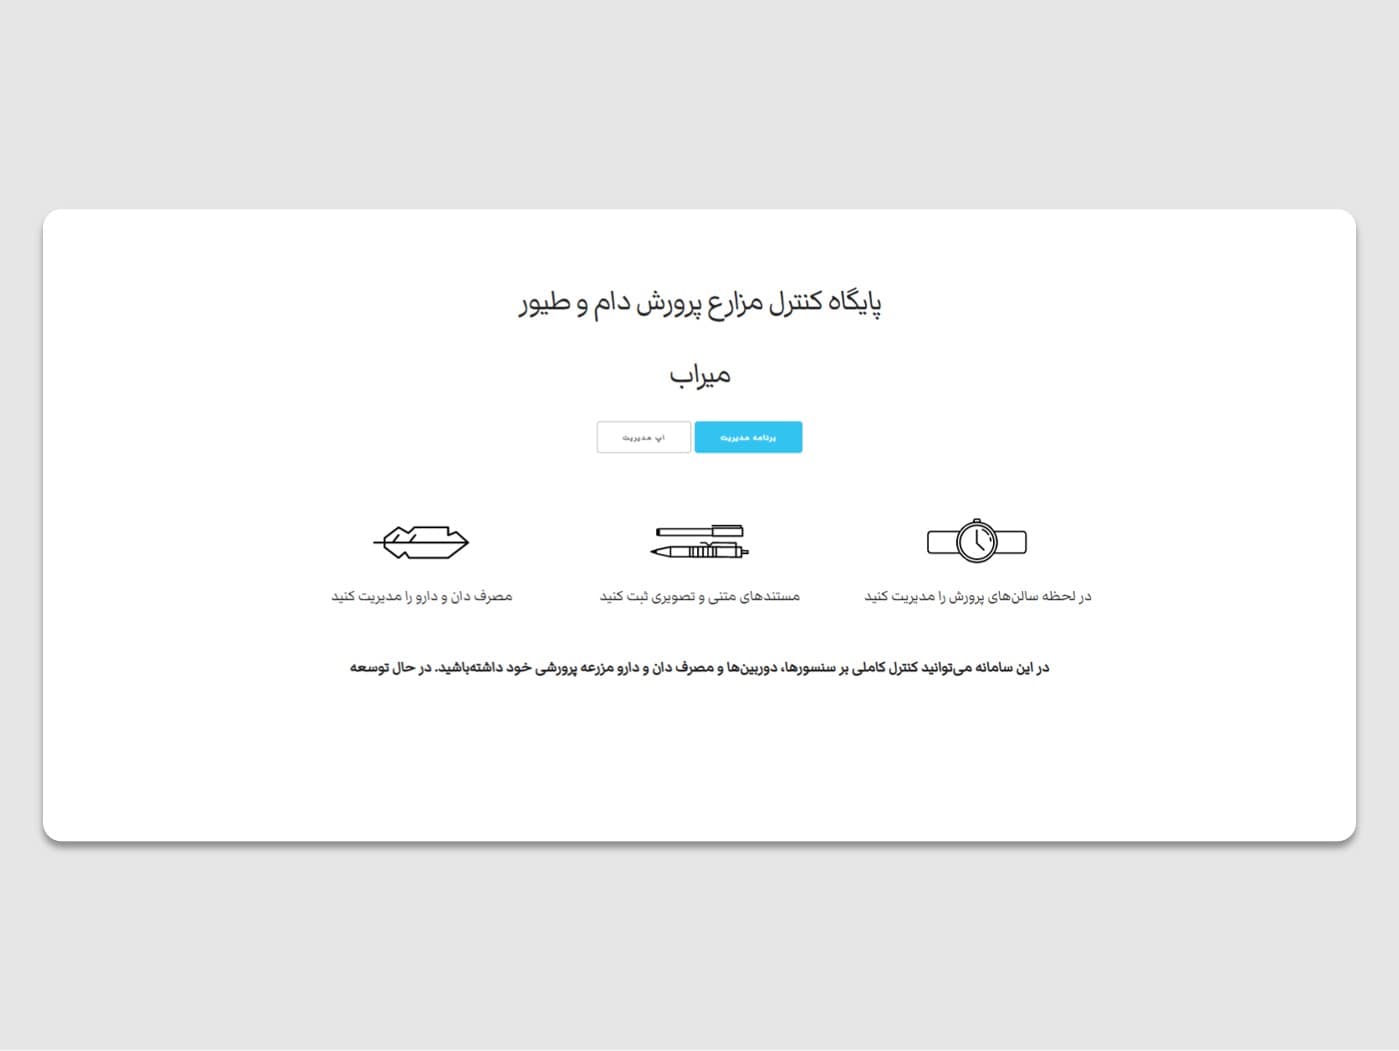 پایگاه کنترل مزارع پرورش دام و طیور
میراب
برنامه مدیریت
اپ مدیریت
در لحظه سالن‌های پرورش را مدیریت کنید
مستندهای متنی و تصویری ثبت کنید
مصرف دان و دارو را مدیریت کنید
در این سامانه می‌توانید کنترل کاملی بر سنسورها، دوربین‌ها و مصرف دان و دارو مزرعه پرورشی خود داشته‌باشید. در حال توسعه